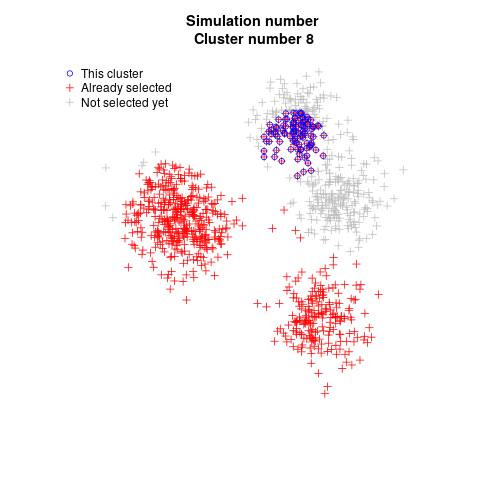 Simulation number
Cluster number 8
This cluster
Already selected
Not selected yet